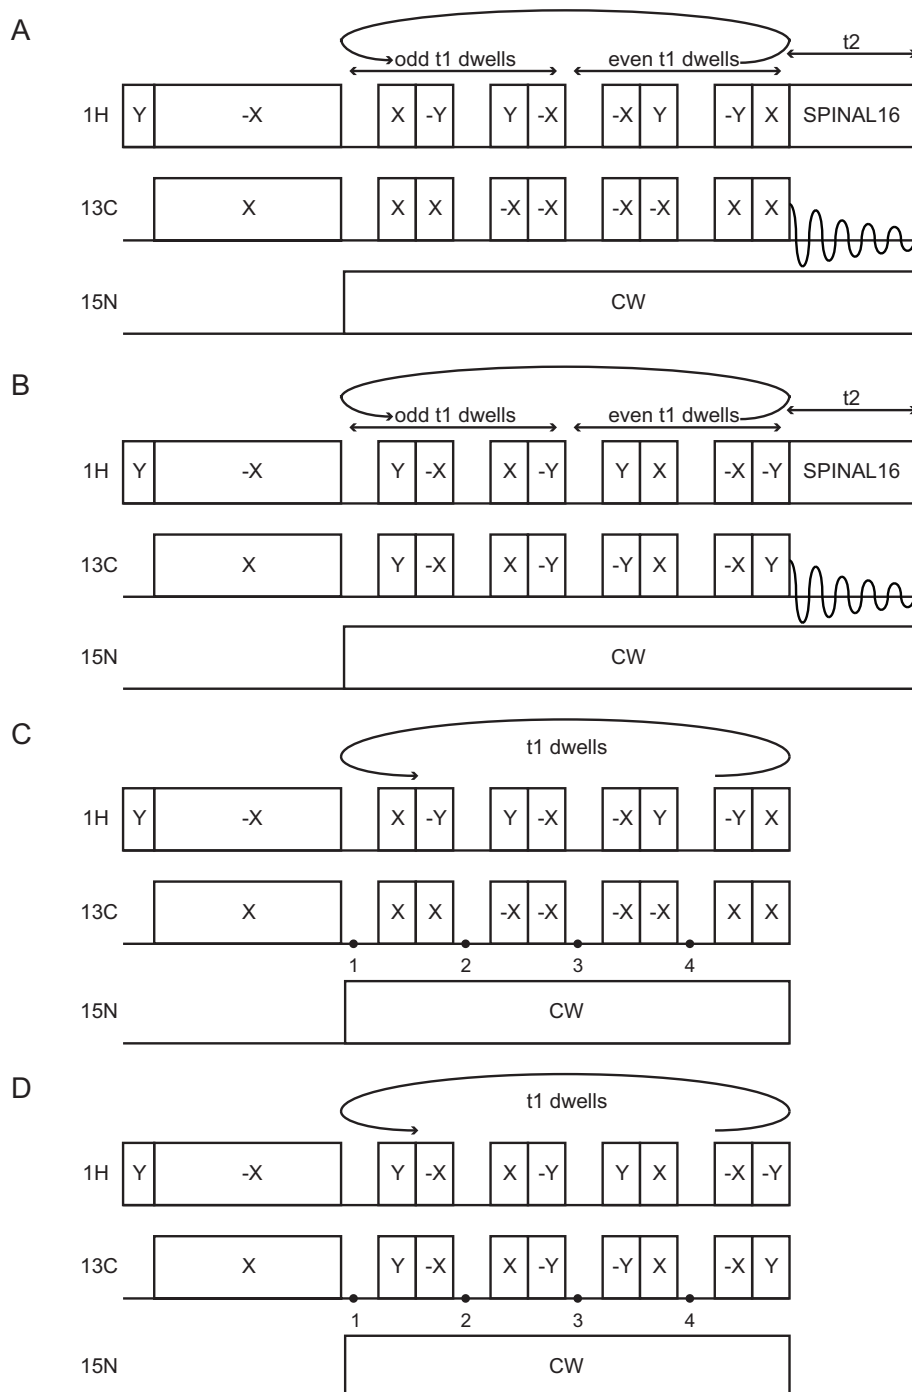 A
t2
odd t1 dwells even t1 dwells
1H Y -X X -Y Y -X -X Y -Y X SPINAL16
13C X X X -X -X -X -X X X
15N CW
B
t2
odd t1 dwells even t1 dwells
1H Y -X Y -X X -Y Y X -X -Y SPINAL16
13C X Y -X X -Y -Y X -X Y
15N CW
C
t1 dwells
1H Y -X X -Y Y -X -X Y -Y X
13C X X X -X -X -X -X X X
1 2 3 4
15N CW
D
t1 dwells
1H Y -X Y -X X -Y Y X -X -Y
13C X Y -X X -Y -Y X -X Y
1 2 3 4
15N CW